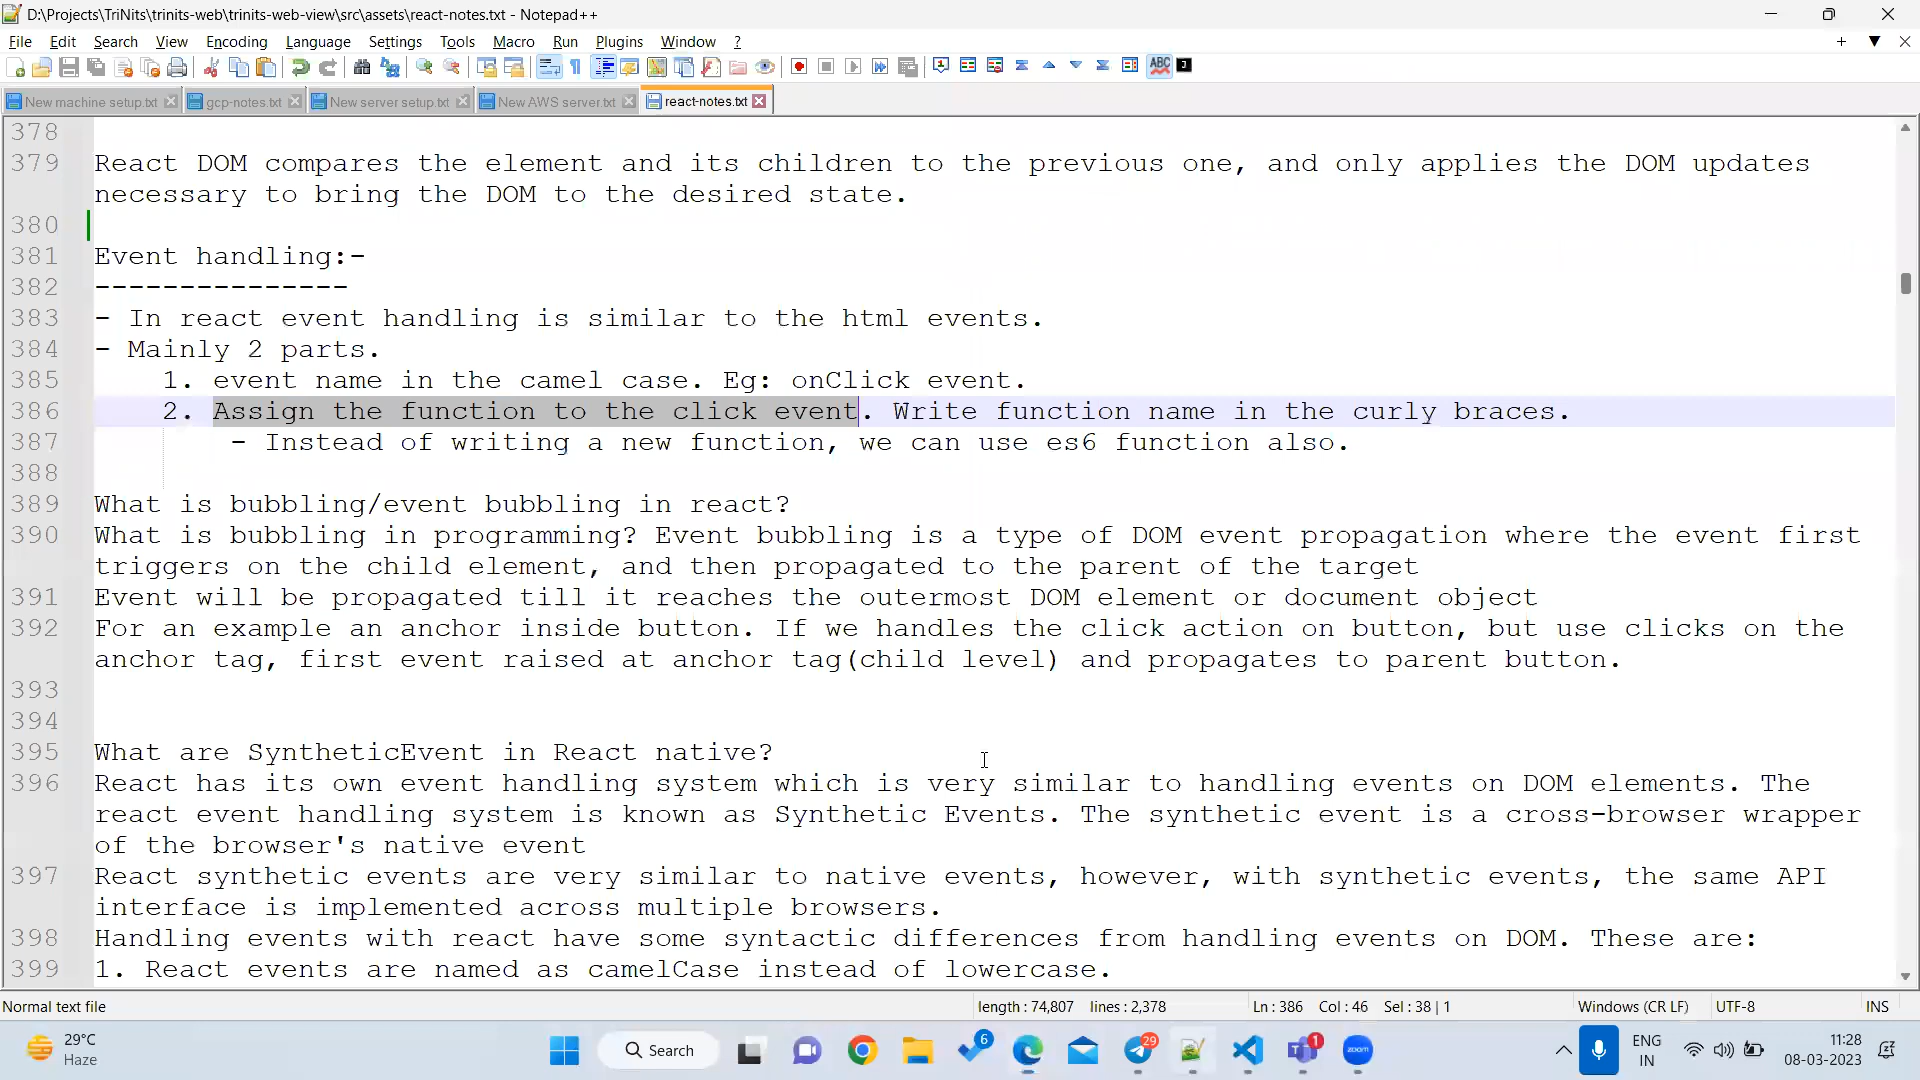 D:\Projects\TriNits\trinits-web\trinits-web-view\src\assets\react-notes.txt - Notepad++
File Edit Search View Encoding Language Settings Tools Macro Run Plugins Window ?
New machine setup.txt gcp-notes.txt New server setup.txt New AWS server.txt react-notes.txt
378
379 React DOM compares the element and its children to the previous one, and only applies the DOM updates
necessary to bring the DOM to the desired state.
380
381 Event handling:-
382 ---------------
383 - In react event handling is similar to the html events.
384 - Mainly 2 parts.
385 1. event name in the camel case. Eg: onClick event.
386 2. Assign the function to the click event. Write function name in the curly braces.
387 - Instead of writing a new function, we can use es6 function also.
388
389 What is bubbling/event bubbling in react?
390 What is bubbling in programming? Event bubbling is a type of DOM event propagation where the event first
triggers on the child element, and then propagated to the parent of the target
391 Event will be propagated till it reaches the outermost DOM element or document object
392 For an example an anchor inside button. If we handles the click action on button, but use clicks on the
anchor tag, first event raised at anchor tag(child level) and propagates to parent button.
393
394
395 What are SyntheticEvent in React native?
396 React has its own event handling system which is very similar to handling events on DOM elements. The
react event handling system is known as Synthetic Events. The synthetic event is a cross-browser wrapper
of the browser's native event
397 React synthetic events are very similar to native events, however, with synthetic events, the same API
interface is implemented across multiple browsers.
398 Handling events with react have some syntactic differences from handling events on DOM. These are:
399 1. React events are named as camelCase instead of lowercase.
Normal text file length : 74,807 lines : 2,378 Ln : 386 Col : 46 Sel : 38 | 1 Windows (CR LF) UTF-8 INS
29°C
Haze
Search
6
29
1
zoom
ENG
IN
11:28
08-03-2023